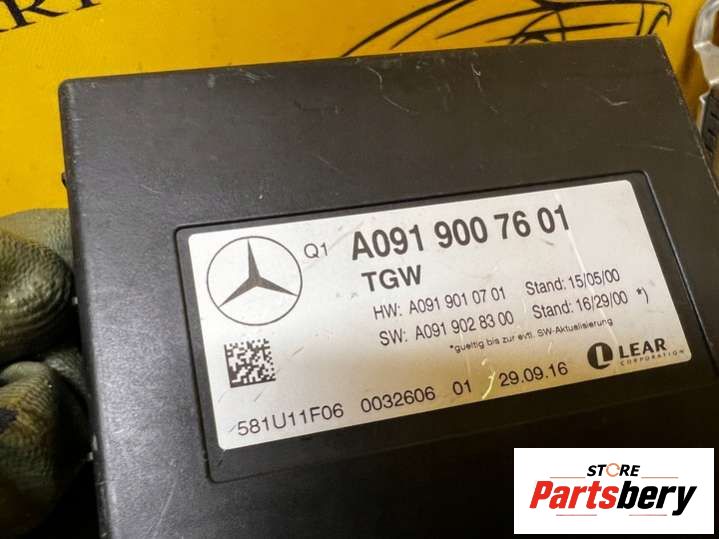 ART
Q1 A091 900 76 01
TGW
HW: A091 901 07 01 Stand: 15/05/00
SW: A091 902 83 00 Stand: 16/29/00 *)
*gueltig bis zur evtl. SW-Aktualisierung
LEAR
CORPORATION
581U11F06 0032606 01 29.09.16
STORE
Partsbery